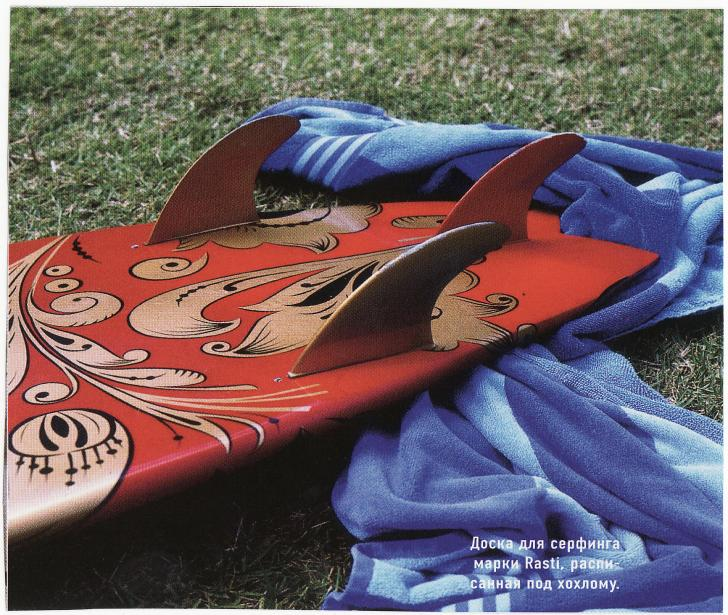 Доска для серфинга
марки Rasti, распи-
санная под хохлому.